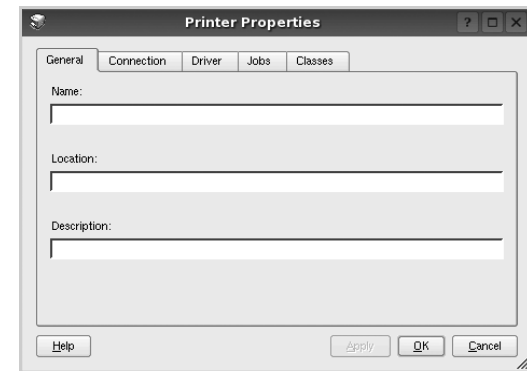 Printer Properties ?
General Connection Driver Jobs Classes
Name:
Location:
Description:
Help Apply OK Cancel